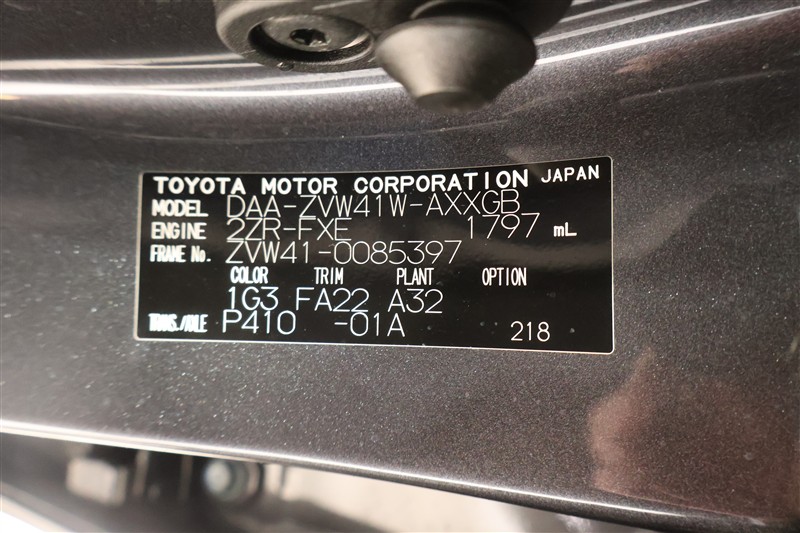 TOYOTA MOTOR CORPORATION JAPAN
MODEL DAA-ZVW41W-AXXGB
ENGINE 2ZR-FXE 1797 mL
FRAME No. ZVW41-0085397
COLOR TRIM PLANT OPTION
1G3 FA22 A32
TRANS./AXLE P410 -01A 218